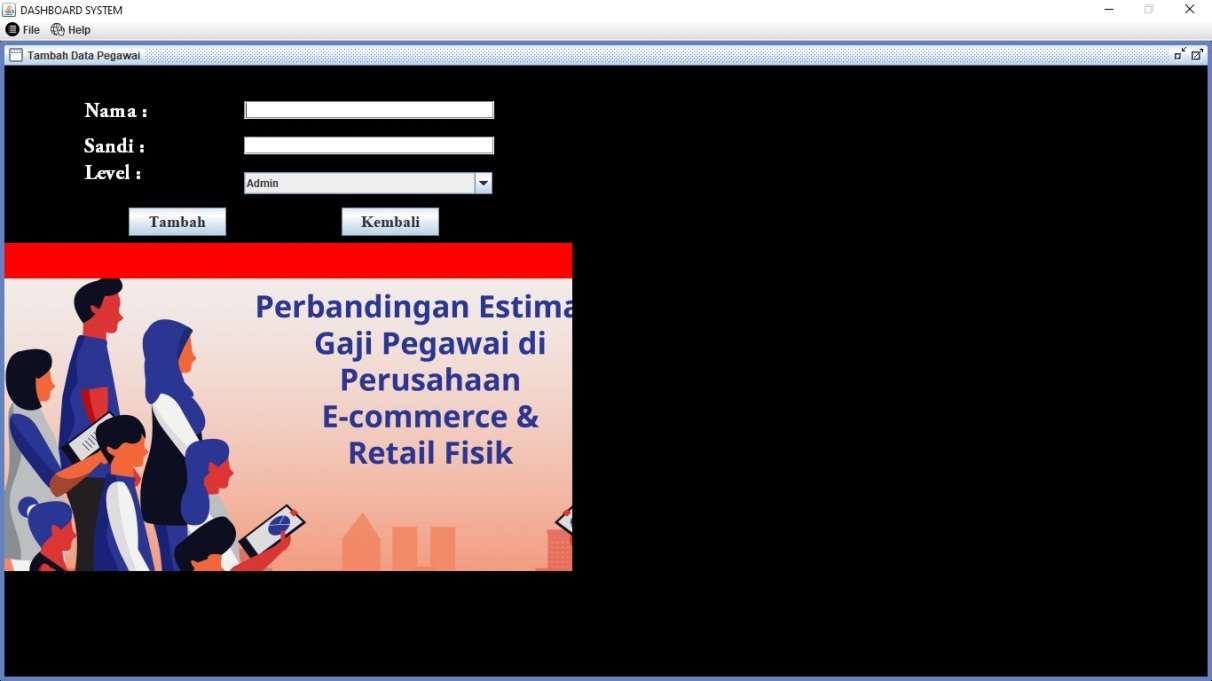 DASHBOARD SYSTEM
File Help
Tambah Data Pegawai
Nama :
Sandi :
Level :
Admin
Tambah Kembali
Perbandingan Estima
Gaji Pegawai di
Perusahaan
E-commerce &
Retail Fisik